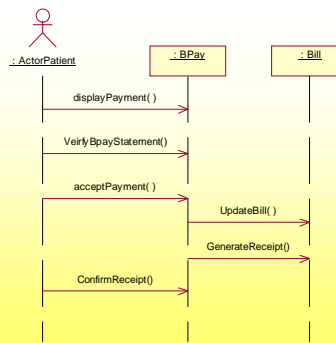 : ActorPatient
: BPay
: Bill
displayPayment( )
VeirfyBpayStatement()
acceptPayment( )
UpdateBill( )
GenerateReceipt()
ConfirmReceipt()